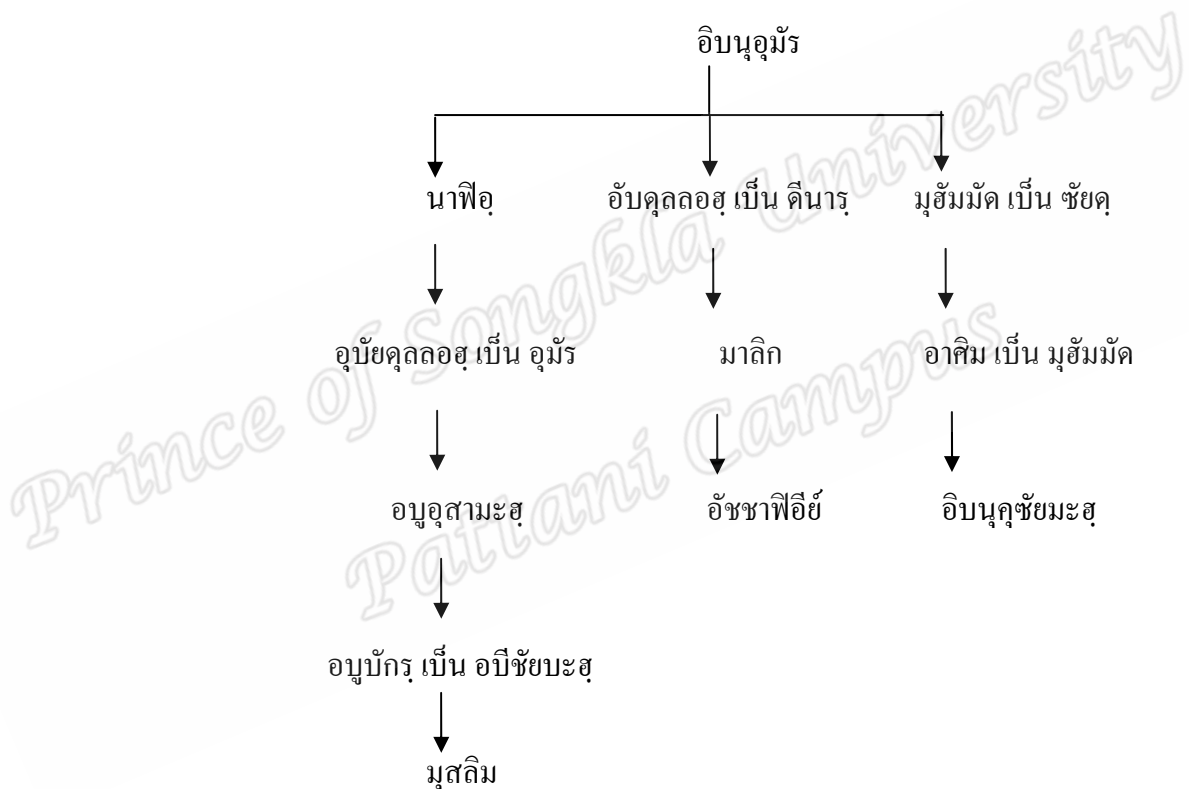 อิบนุอุมัร
นาฟิอฺ อับดุลลอฮฺ เบ็น ดีนารฺ มุฮัมมัด เบ็น ซัยดฺ
อุบัยดุลลอฮฺ เบ็น อุมัร มาลิก อาศิม เบ็น มุฮัมมัด
อบูอุสามะฮฺ อัชชาฟิอีย์ อิบนุคุซัยมะฮฺ
อบูบักรฺ เบ็น อบีชัยบะฮฺ
มุสลิม
Prince of Songkla University
Pattani Campus